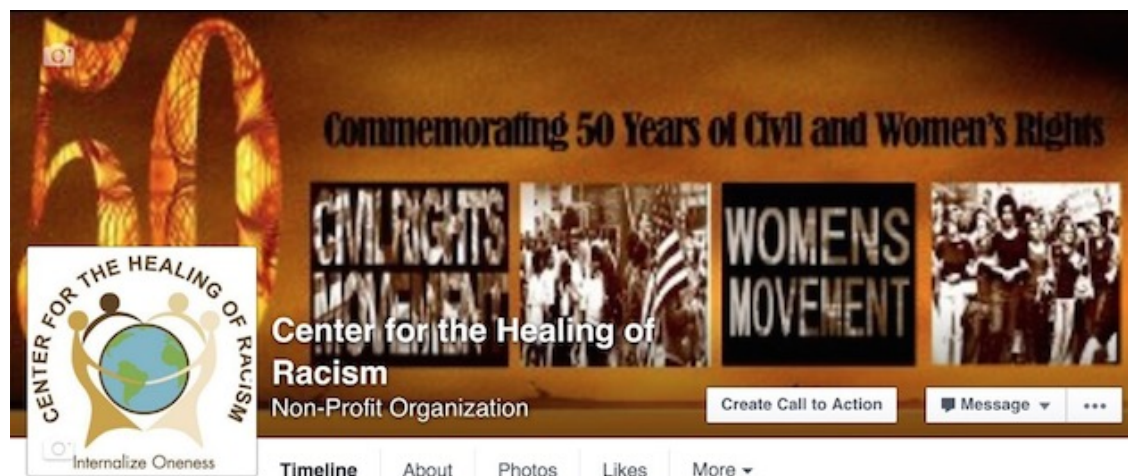 50
Commemorating 50 Years of Civil and Women's Rights
CIVIL RIGHTS
MOVEMENT
WOMENS
MOVEMENT
CENTER FOR THE HEALING OF RACISM
Internalize Oneness
Center for the Healing of
Racism
Non-Profit Organization
Create Call to Action
Message
Timeline
About
Photos
Likes
More